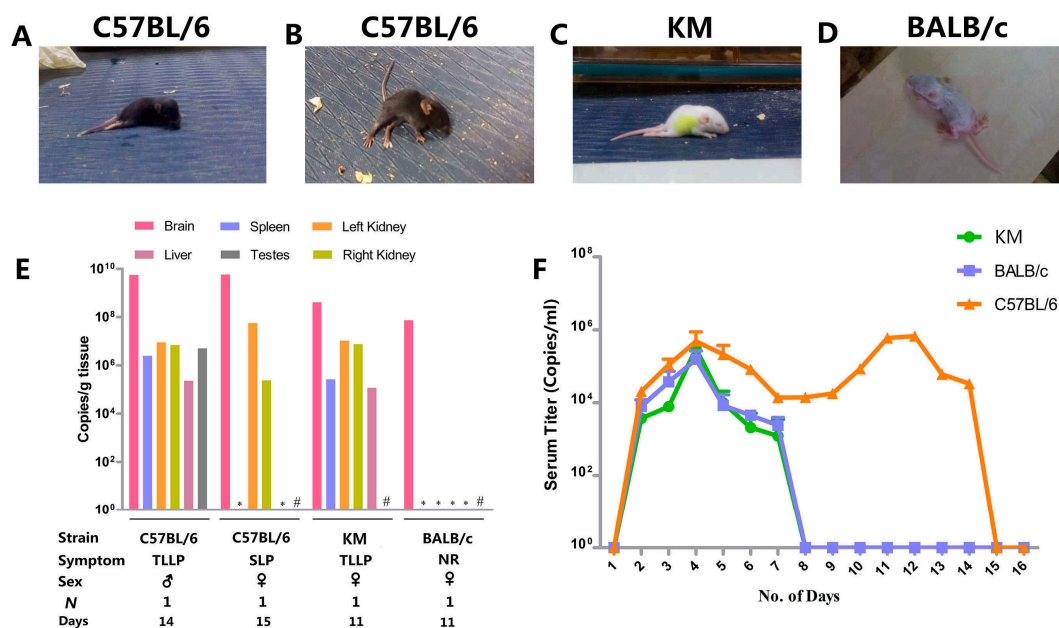 A C57BL/6 B C57BL/6 C KM D BALB/c
Brain Spleen Left Kidney
Liver Testes Right Kidney
E
Copies/g tissue
10^10
10^8
10^6
10^4
10^2
10^0
* * # # * * * * #
Strain C57BL/6 C57BL/6 KM BALB/c
Symptom TLLP SLP TLLP NR
Sex ♂ ♀ ♀ ♀
N 1 1 1 1
Days 14 15 11 11
F
KM
BALB/c
C57BL/6
Serum Titer (Copies/ml)
10^8
10^6
10^4
10^2
10^0
1 2 3 4 5 6 7 8 9 10 11 12 13 14 15 16
No. of Days